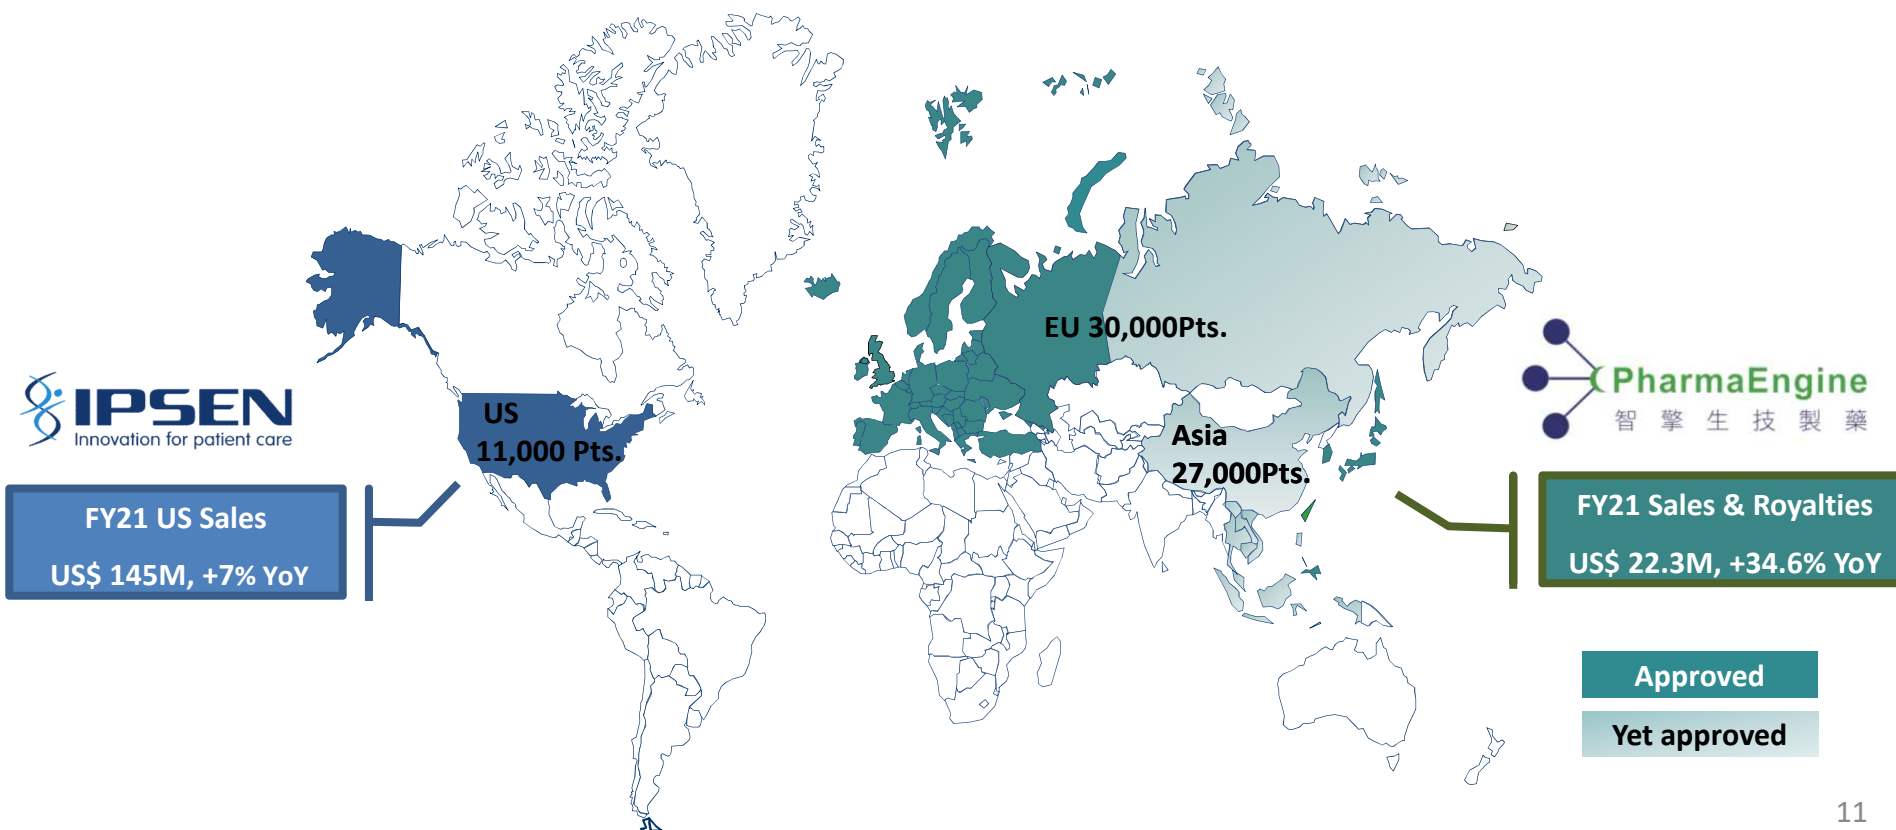 IPSEN
Innovation for patient care
FY21 US Sales
US$ 145M, +7% YoY
US
11,000 Pts.
EU 30,000Pts.
Asia
27,000Pts.
PharmaEngine
智擎生技製藥
FY21 Sales & Royalties
US$ 22.3M, +34.6% YoY
Approved
Yet approved
11